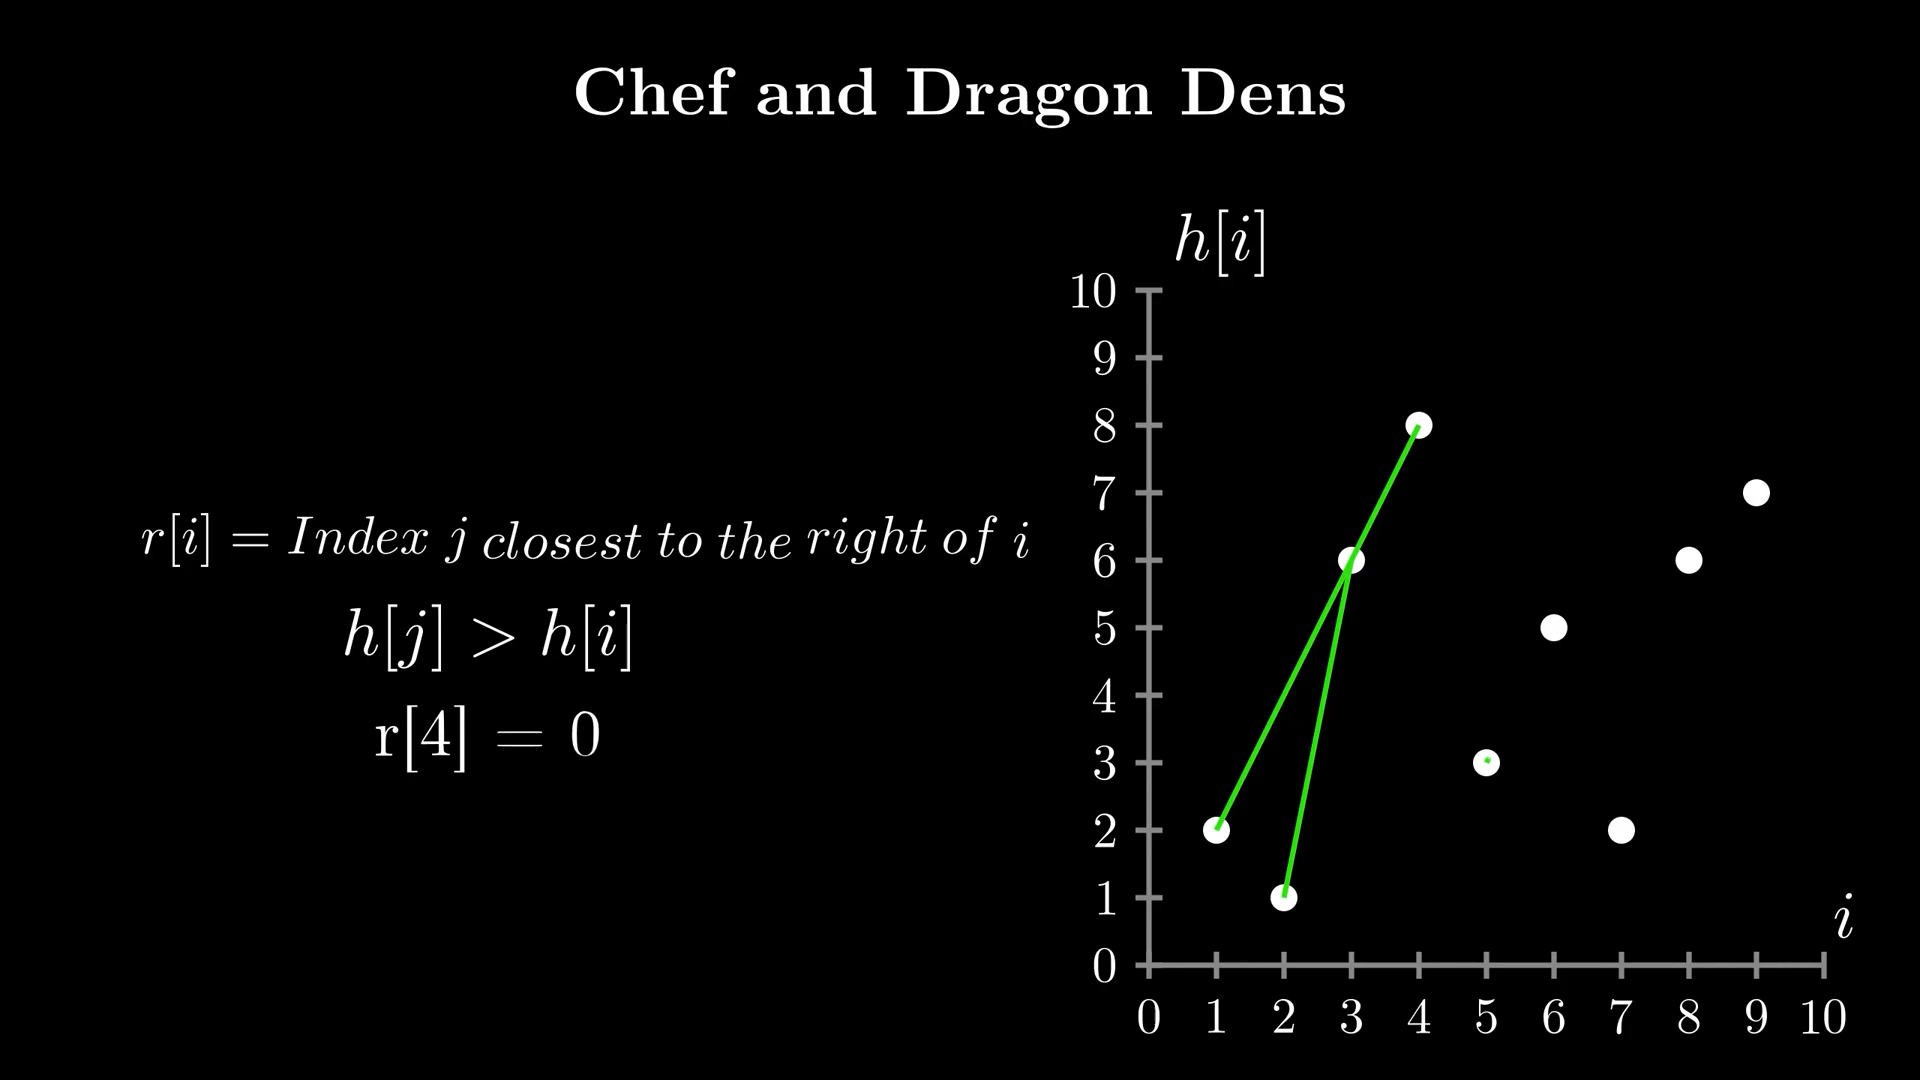 Chef and Dragon Dens
r[i] = Index j closest to the right of i
h[j] > h[i]
r[4] = 0
h[i]
10
9
8
7
6
5
4
3
2
1
0
i
0 1 2 3 4 5 6 7 8 9 10